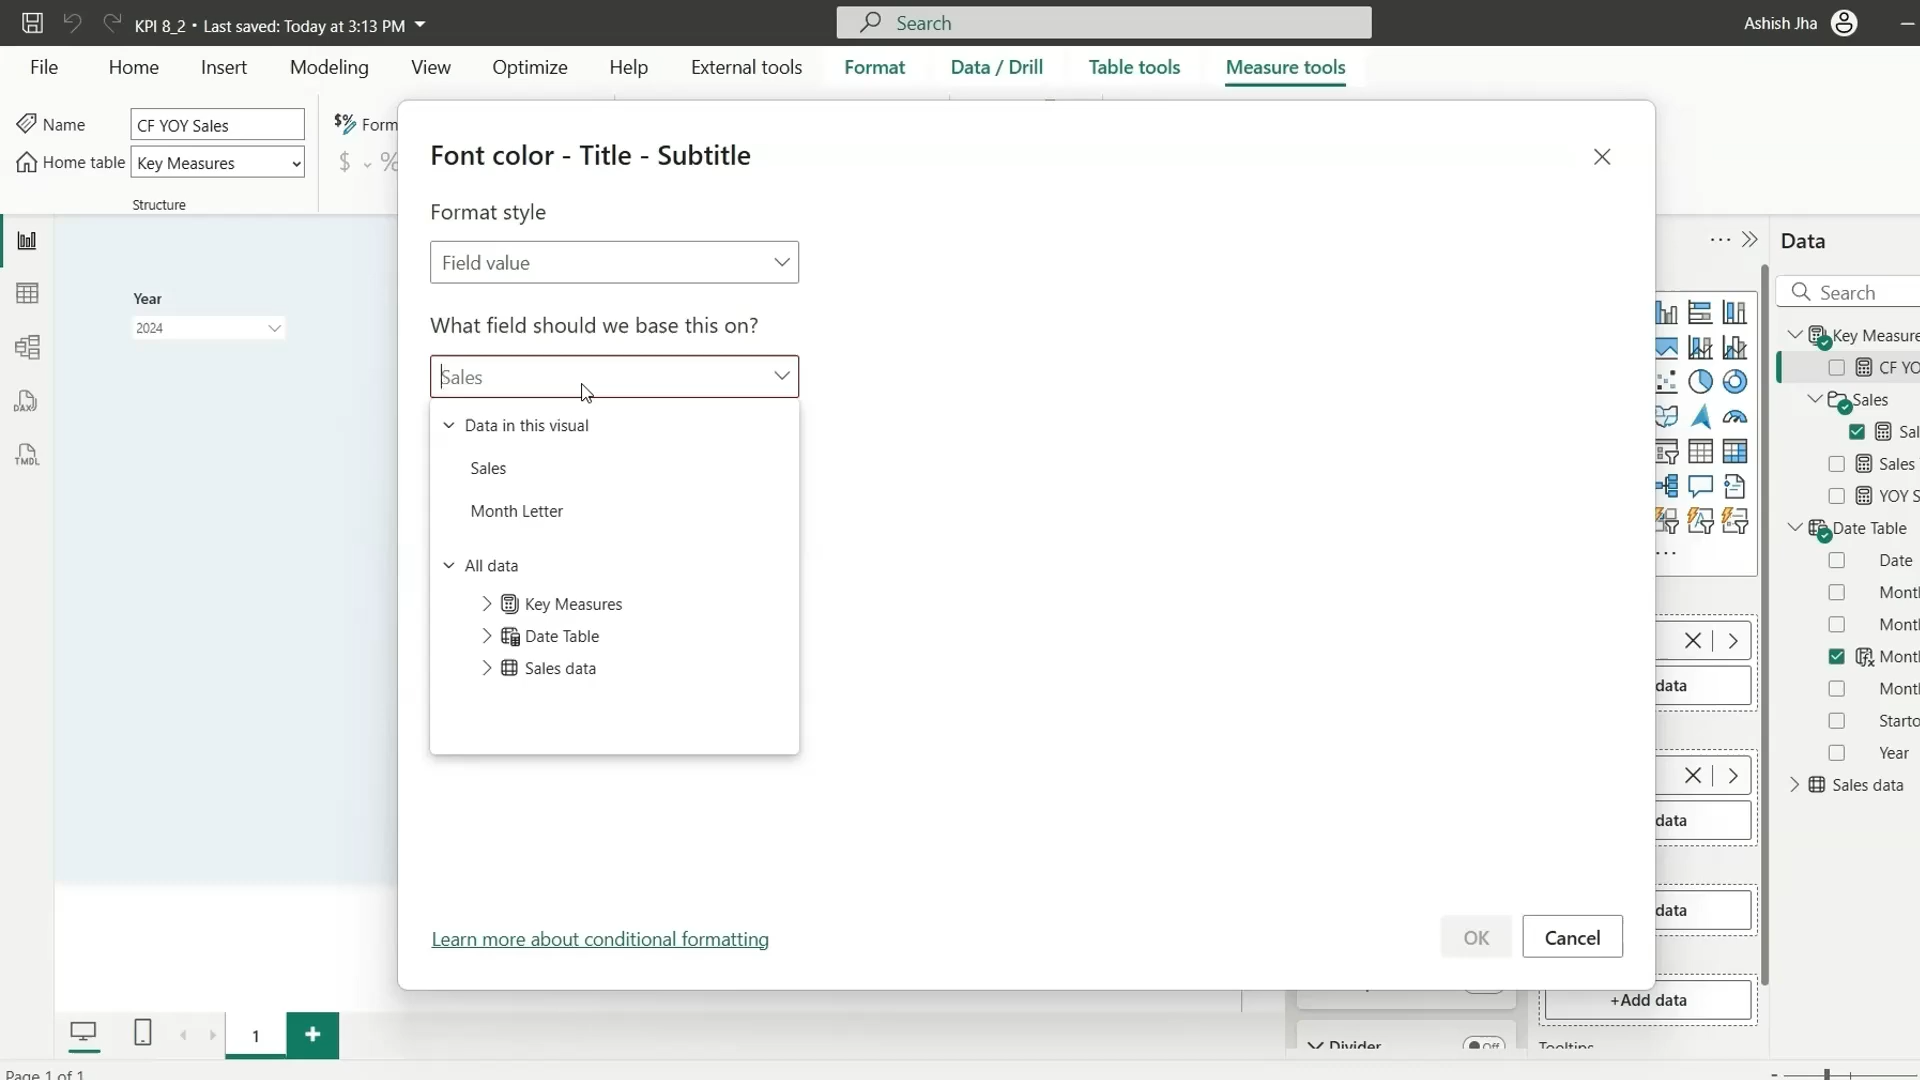 KPI 8_2 • Last saved: Today at 3:13 PM
Search
Ashish Jha
File Home Insert Modeling View Optimize Help External tools Format Data / Drill Table tools Measure tools
Name CF YOY Sales
Home table Key Measures
Structure
$% Form
$ %
Font color - Title - Subtitle
Format style
Field value
What field should we base this on?
Sales
Data in this visual
Sales
Month Letter
All data
Key Measures
Date Table
Sales data
Learn more about conditional formatting
OK Cancel
Year
2024
DAX
TMDL
Data
Search
Key Measure
CF YO
Sales
Sal
Sales
YOY S
Date Table
Date
Mont
Mont
Mont
Mont
Starto
Year
Sales data
data
data
data
+Add data
Divider Off
Tooltips
1 +
Page 1 of 1